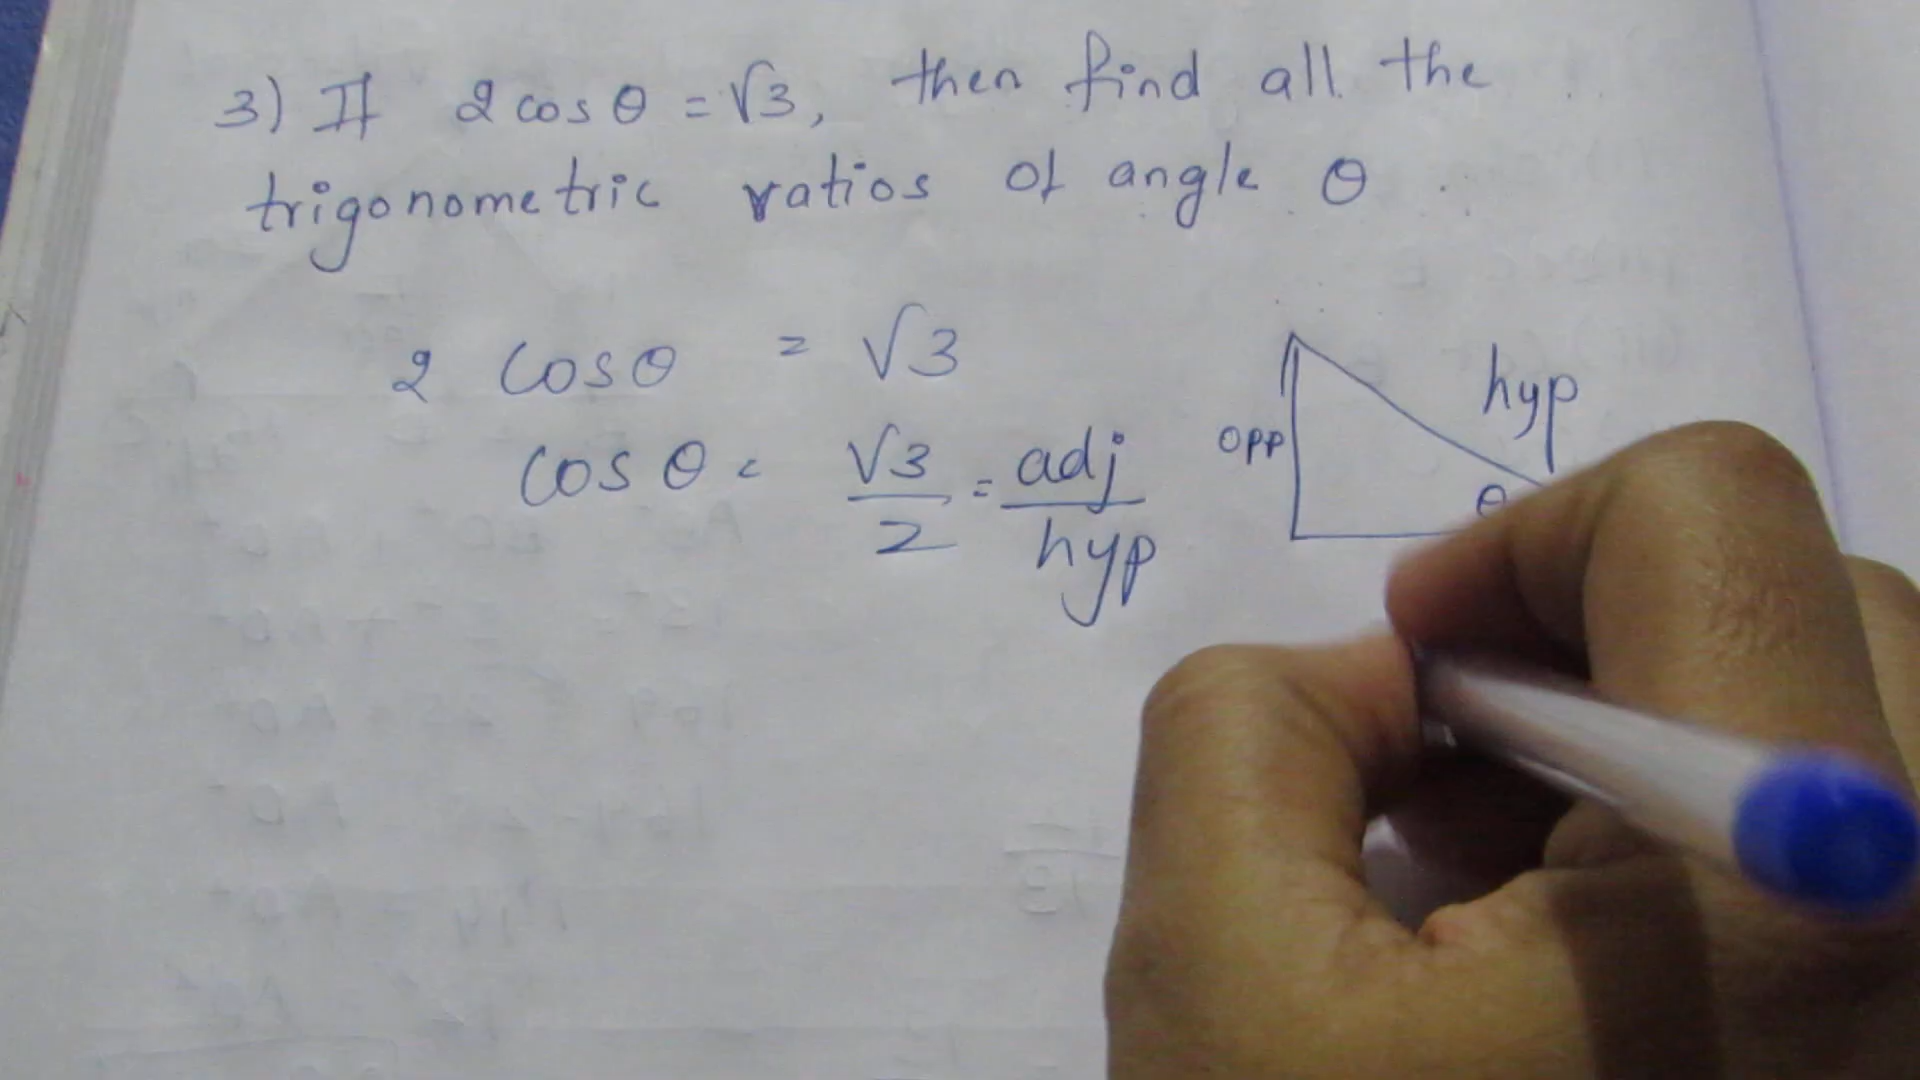 3) If 2 cos θ = √3, then find all the
trigonometric ratios of angle θ.
2 cosθ = √3
cos θ = √3/2 = adj/hyp
opp
hyp
θ